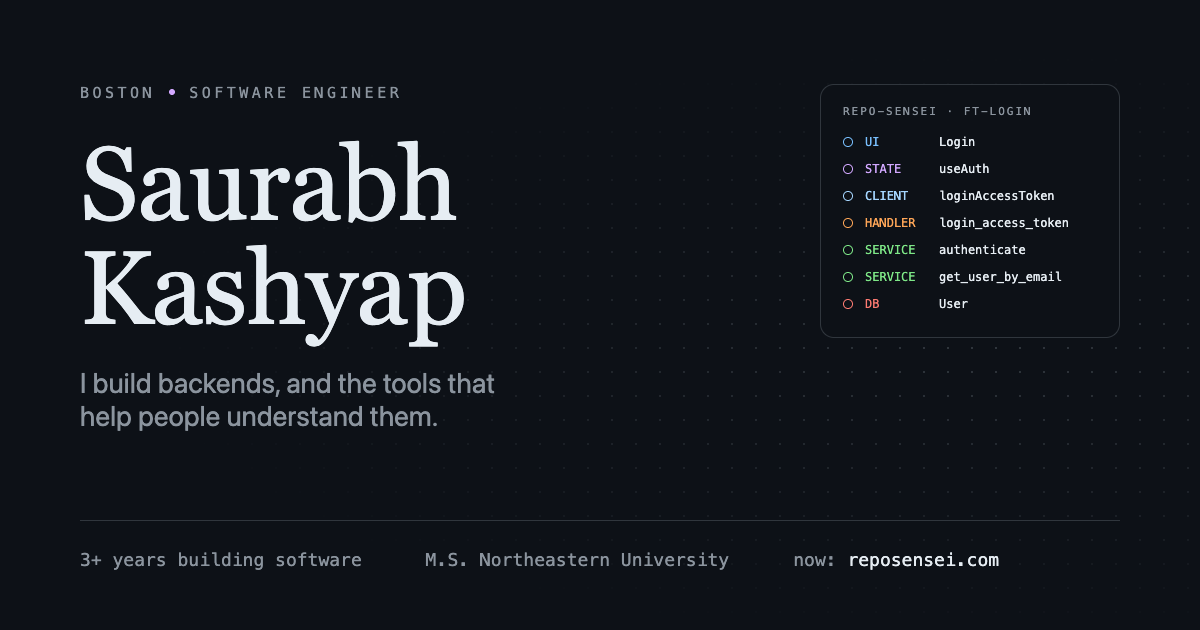 BOSTON • SOFTWARE ENGINEER
Saurabh
Kashyap
I build backends, and the tools that
help people understand them.
REPO-SENSEI · FT-LOGIN
UI Login
STATE useAuth
CLIENT loginAccessToken
HANDLER login_access_token
SERVICE authenticate
SERVICE get_user_by_email
DB User
3+ years building software M.S. Northeastern University now: reposensei.com